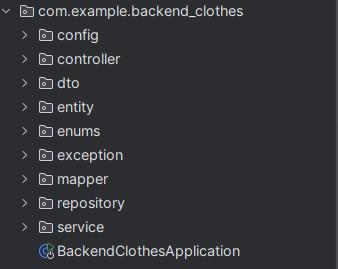 com.example.backend_clothes
config
controller
dto
entity
enums
exception
mapper
repository
service
BackendClothesApplication